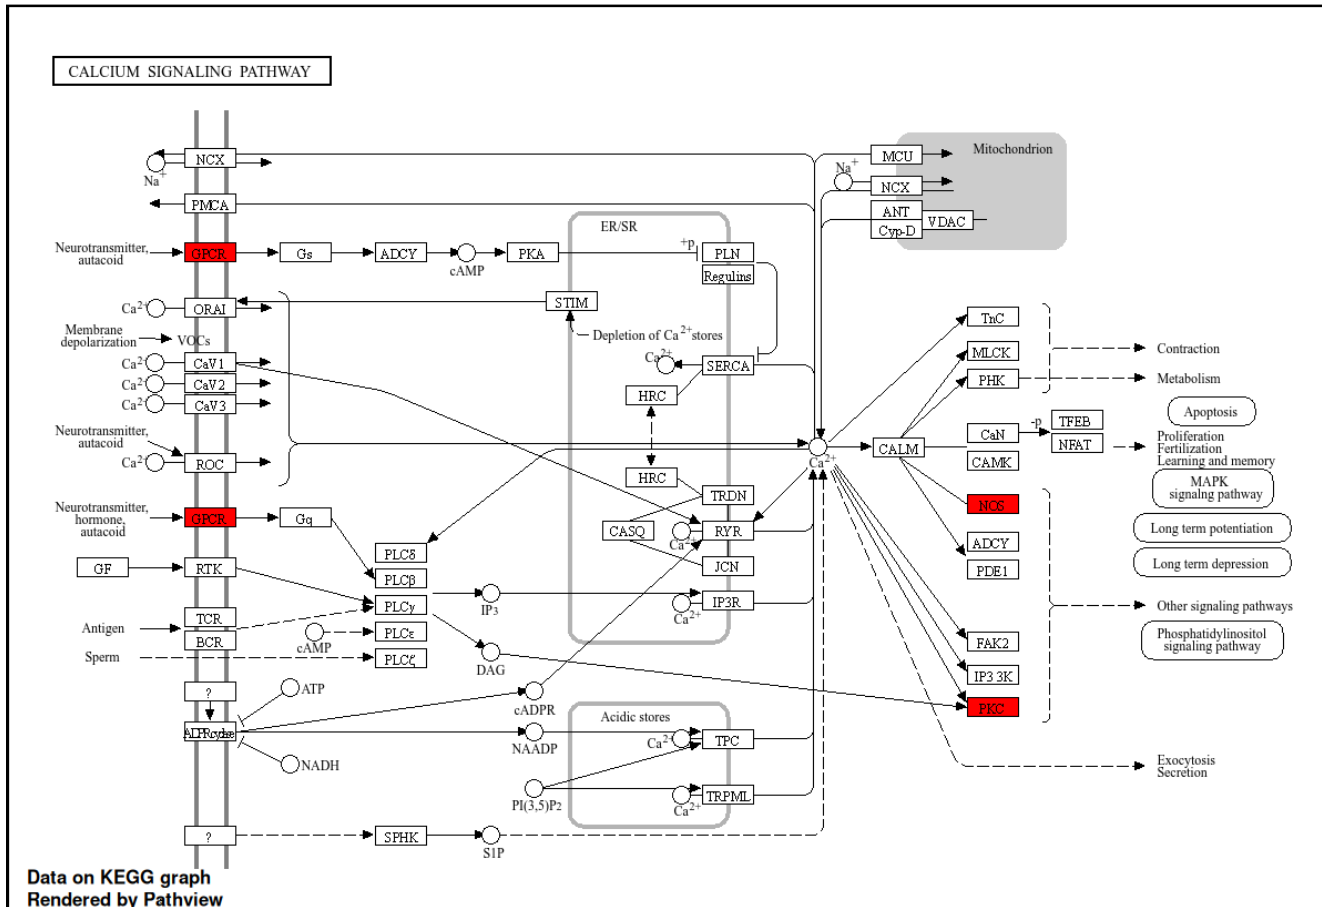 CALCIUM SIGNALING PATHWAY
NCX
Na+
PMCA
Neurotransmitter,
autacoid
GPCR
Gs
ADCY
cAMP
PKA
+p
PLN
Regulins
ER/SR
MCU
Mitochondrion
Na+
NCX
ANT
Cyp-D
VDAC
Ca2+
ORAI
STIM
Depletion of Ca2+ stores
Membrane
depolarization
VOCs
Ca2+
CaV1
Ca2+
CaV2
Ca2+
CaV3
Ca2+
SERCA
HRC
Neurotransmitter,
autacoid
Ca2+
ROC
HRC
TRDN
CASQ
Ca2+
RYR
JCN
Ca2+
IP3R
Neurotransmitter,
hormone,
autacoid
GPCR
Gq
PLCδ
PLCβ
PLCγ
PLCε
PLCζ
GF
RTK
IP3
Antigen
TCR
BCR
cAMP
Sperm
DAG
?
ATP
cADPR
NAADP
NADH
Acidic stores
Ca2+
TPC
PI(3,5)P2
Ca2+
TRPML
?
SPHK
S1P
Ca2+
CALM
TnC
MLCK
PHK
CaN
CAMK
-p
TFEB
NFAT
NCS
ADCY
PDE1
FAK2
IP3 3K
PKC
Contraction
Metabolism
Apoptosis
Proliferation
Fertilization
Learning and memory
MAPK
signaling pathway
Long term potentiation
Long term depression
Other signaling pathways
Phosphatidylinositol
signaling pathway
Exocytosis
Secretion
Data on KEGG graph
Rendered by Pathview